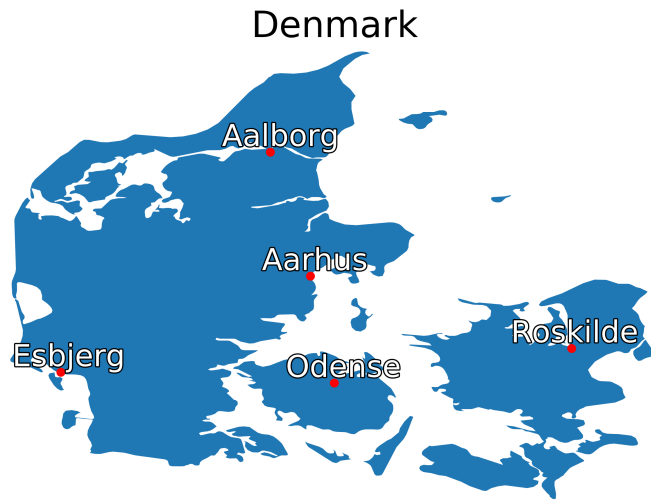 Denmark
Aalborg
Aarhus
Roskilde
Esbjerg
Odense